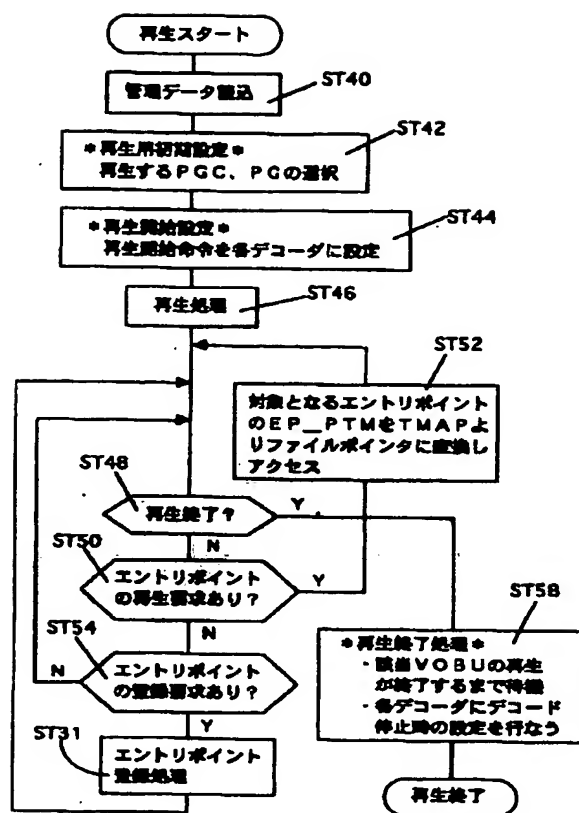 再生スタート
ST40
管理データ読込
ST42
＊再生用初期設定＊
再生するPGC、PGの選択
ST44
＊再生開始設定＊
再生開始命令を各デコーダに設定
ST46
再生処理
ST52
対象となるエントリポイント
のEP__PTMをTMAPよ
りファイルポインタに変換し
アクセス
ST48
再生終了？
Y
N
ST50
エントリポイント
の再生要求あり？
Y
N
ST54
エントリポイント
の登録要求あり？
N
Y
ST31
エントリポイント
登録処理
ST58
＊再生終了処理＊
・該当VOBUの再生
が終了するまで待機
・各デコーダにデコード
停止時の設定を行なう
再生終了